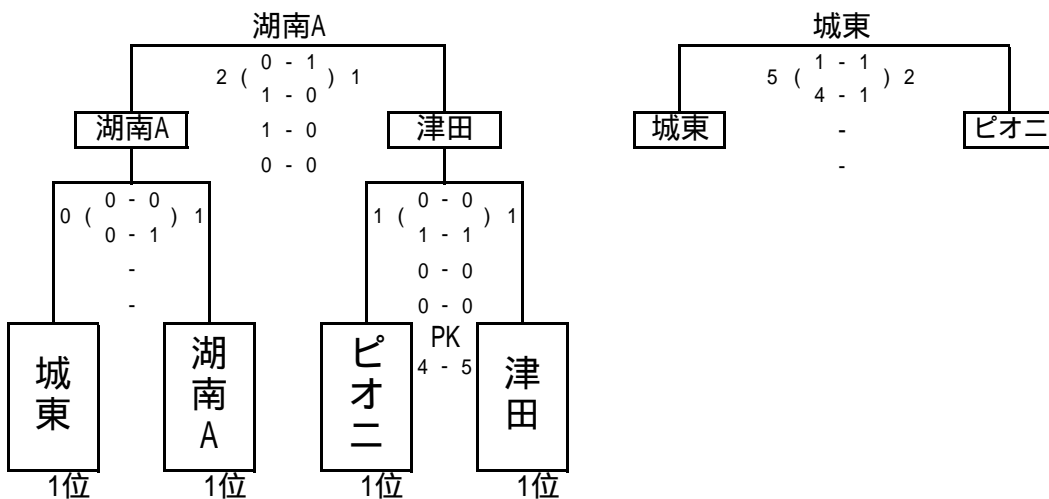 湖南A
2 ( 0 - 1 ) 1
1 - 0
1 - 0
0 - 0
湖南A
津田
0 ( 0 - 0 ) 1
0 - 1
-
-
1 ( 0 - 0 ) 1
1 - 1
0 - 0
0 - 0
PK
4 - 5
城東
湖南A
ピオニ
津田
1位
1位
1位
1位
城東
5 ( 1 - 1 ) 2
4 - 1
-
-
城東
ピオニ